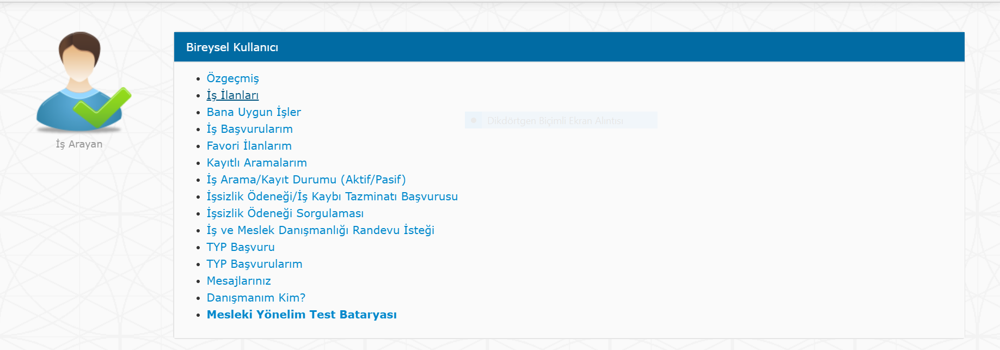 Bireysel Kullanıcı
Özgeçmiş
İş İlanları
Bana Uygun İşler
Dikdörtgen Biçimli Ekran Alıntısı
İş Başvurularım
İş Arayan
Favori İlanlarım
Kayıtlı Aramalarım
İş Arama/Kayıt Durumu (Aktif/Pasif)
İşsizlik Ödeneği/İş Kaybı Tazminatı Başvurusu
İşsizlik Ödeneği Sorgulaması
İş ve Meslek Danışmanlığı Randevu İsteği
TYP Başvuru
TYP Başvurularım
Mesajlarınız
Danışmanım Kim?
Mesleki Yönelim Test Bataryası